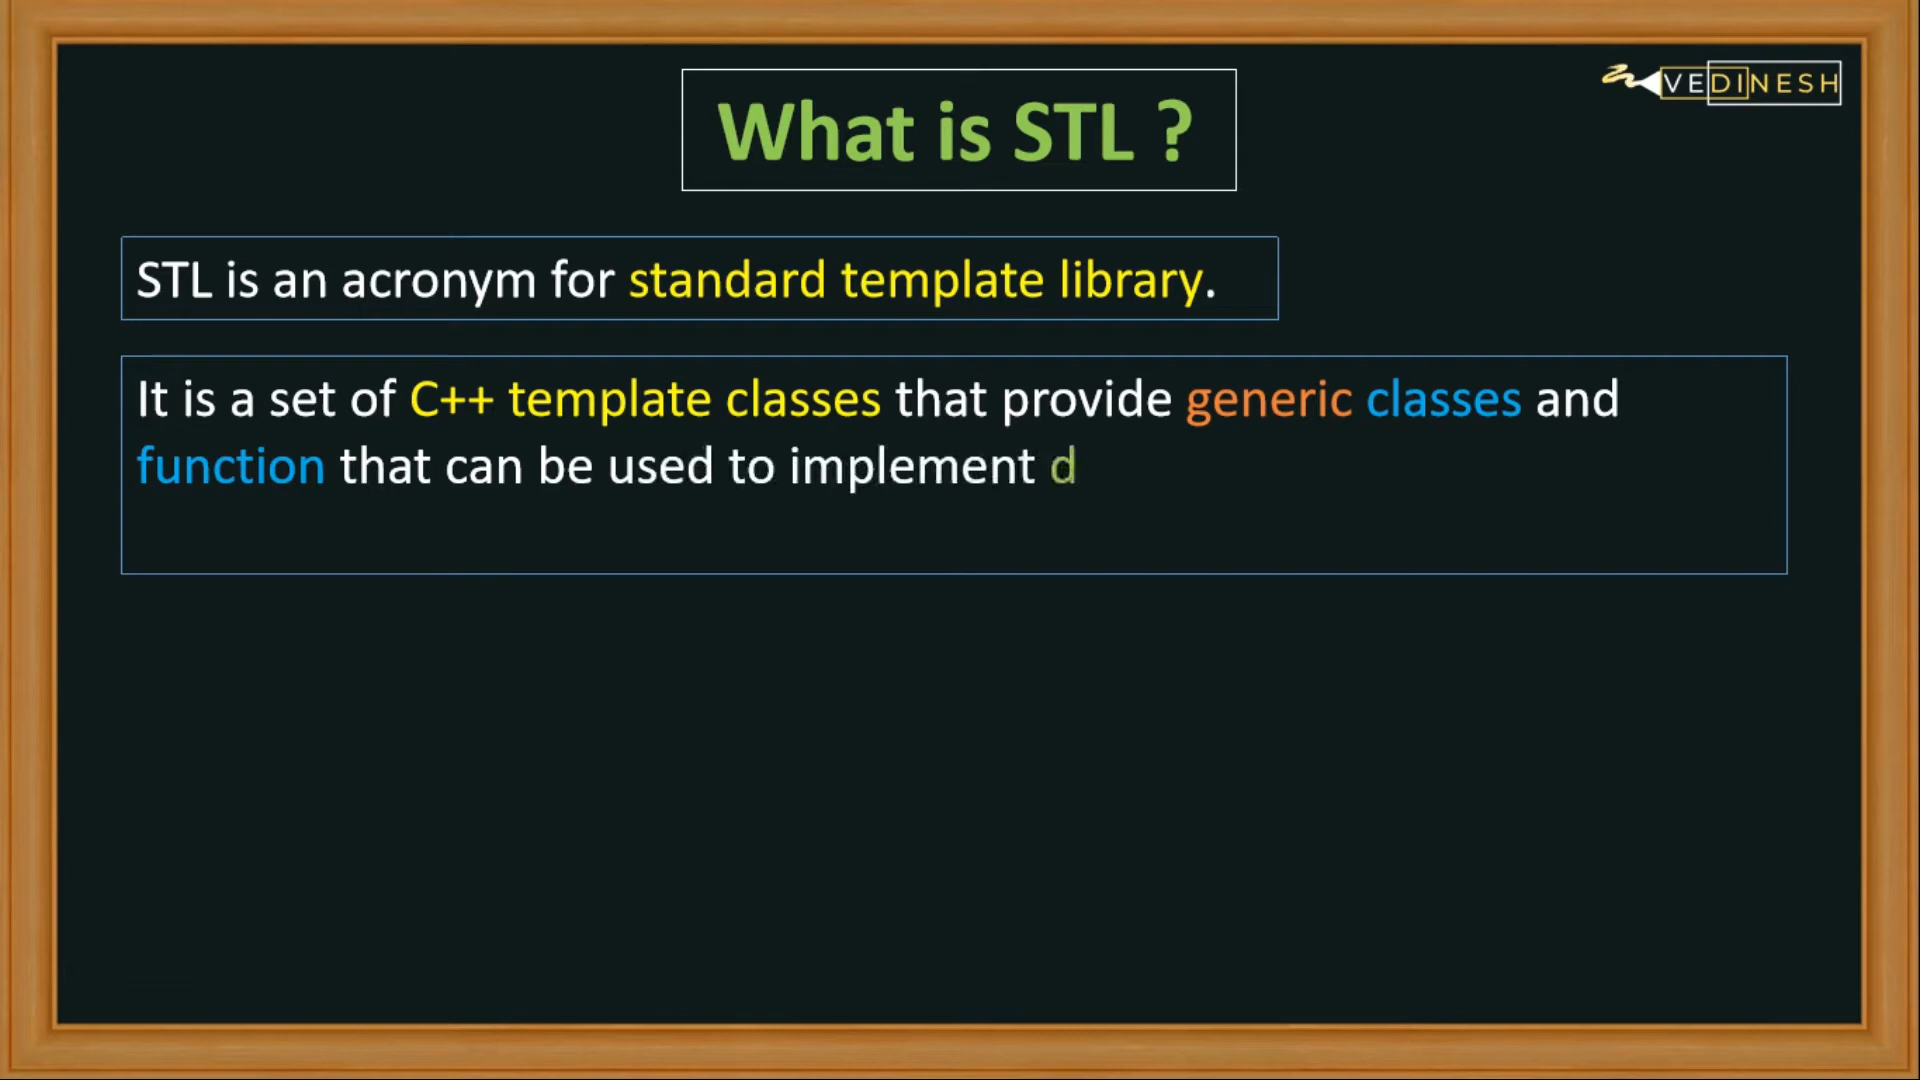 VEDINESH
What is STL ?
STL is an acronym for standard template library.
It is a set of C++ template classes that provide generic classes and
function that can be used to implement d